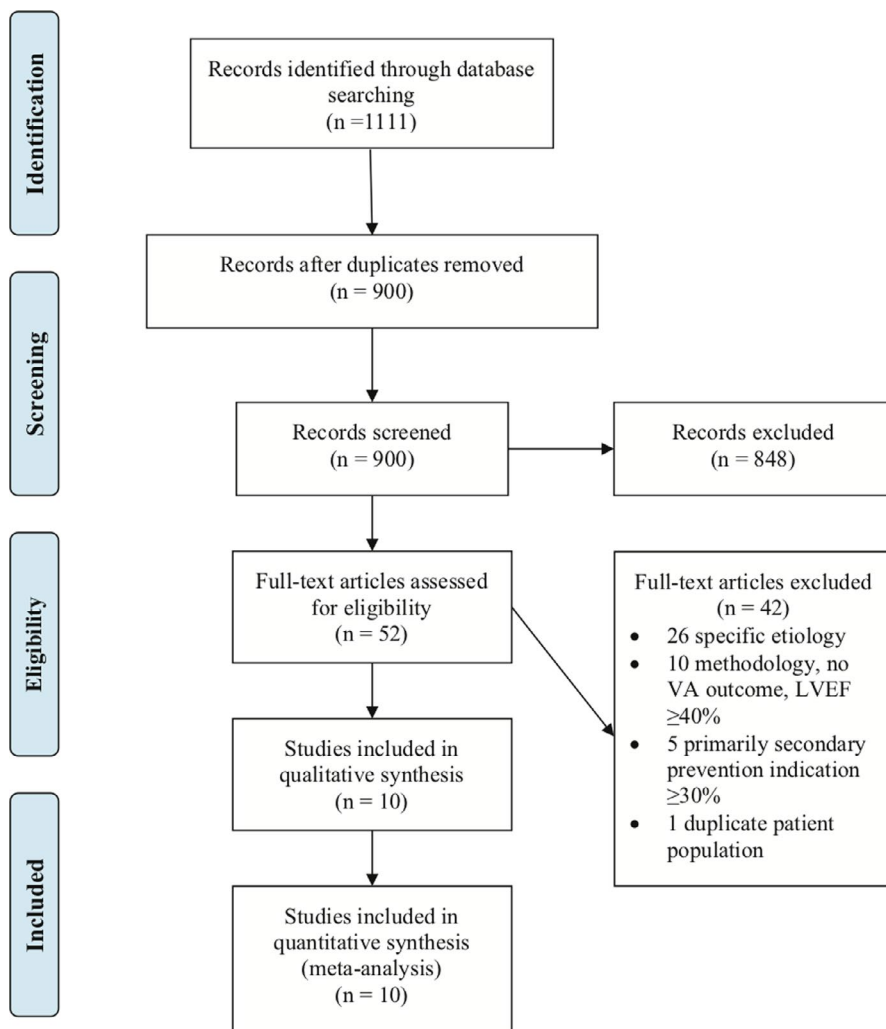 Identification
Records identified through database
searching
(n =1111)
Records after duplicates removed
(n = 900)
Screening
Records screened
(n = 900)
Records excluded
(n = 848)
Eligibility
Full-text articles assessed
for eligibility
(n = 52)
Full-text articles excluded
(n = 42)
• 26 specific etiology
• 10 methodology, no
VA outcome, LVEF
≥40%
• 5 primarily secondary
prevention indication
≥30%
• 1 duplicate patient
population
Studies included in
qualitative synthesis
(n = 10)
Included
Studies included in
quantitative synthesis
(meta-analysis)
(n = 10)